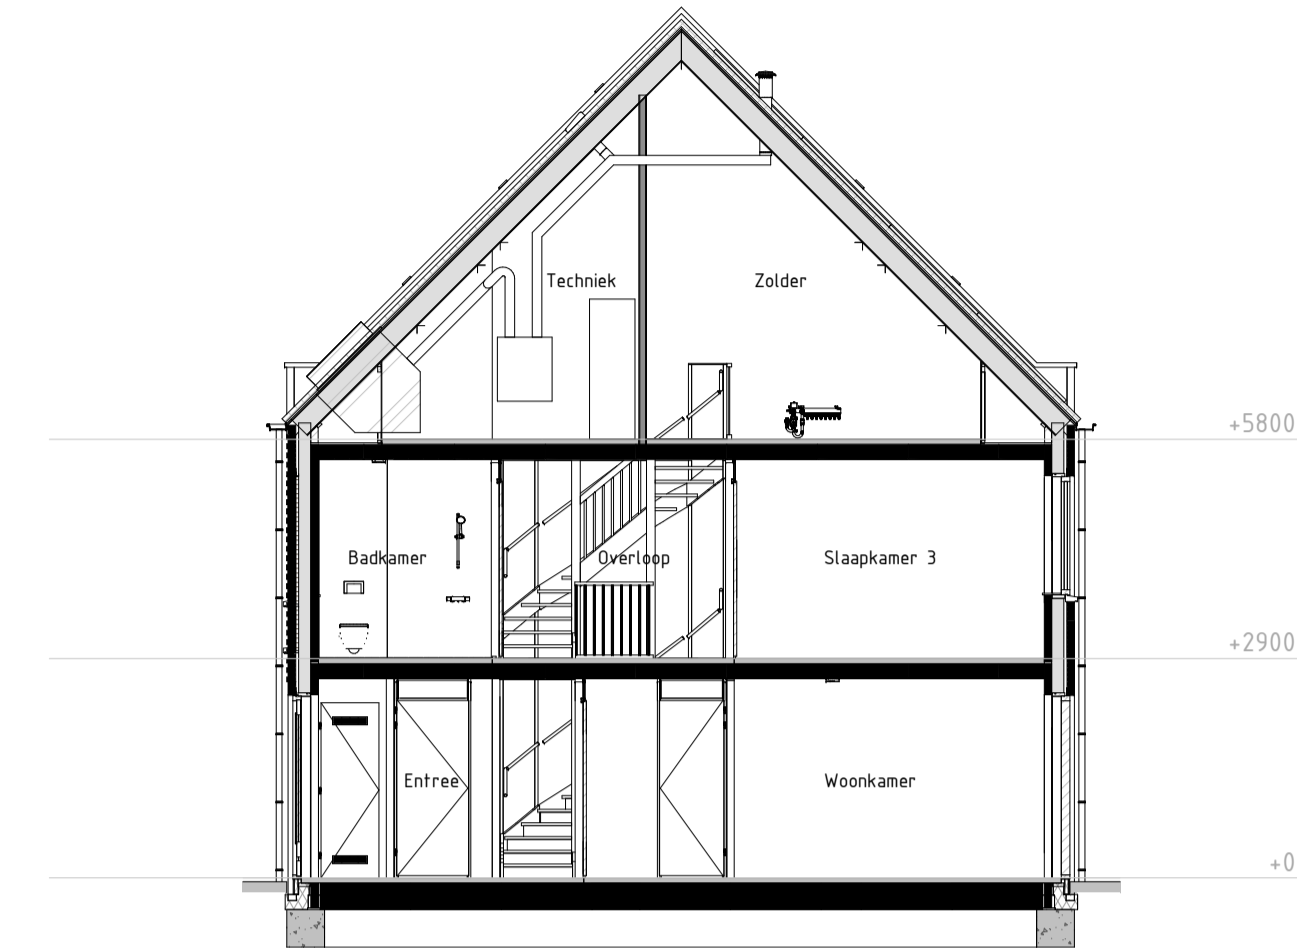 Techniek
Zolder
+5800
Badkamer
Overloop
Slaapkamer 3
+2900
Entree
Woonkamer
+0